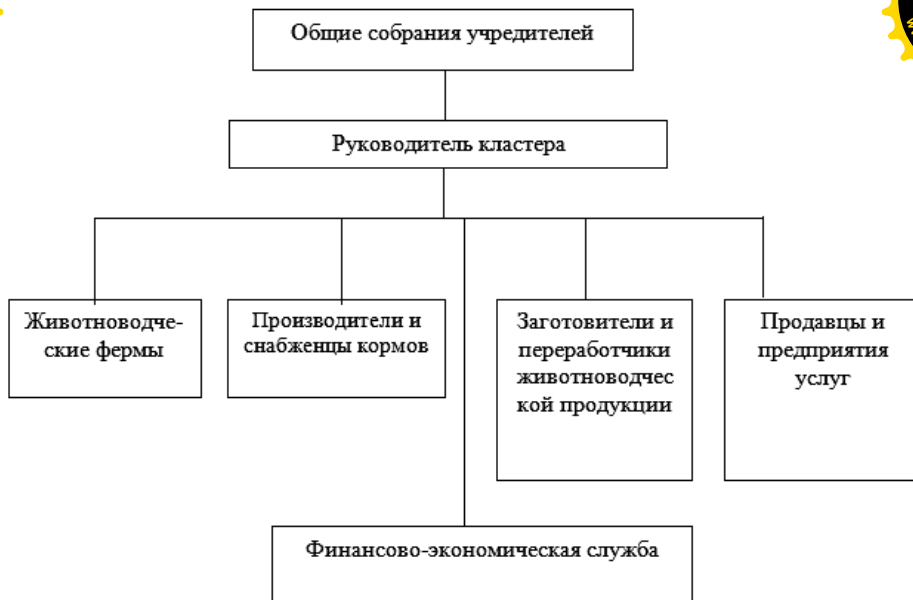 Общие собрания учредителей
Руководитель кластера
Животноводче-
ские фермы
Производители и
снабженцы кормов
Заготовители и
переработчики
животноводчес
кой продукции
Продавцы и
предприятия
услуг
Финансово-экономическая служба